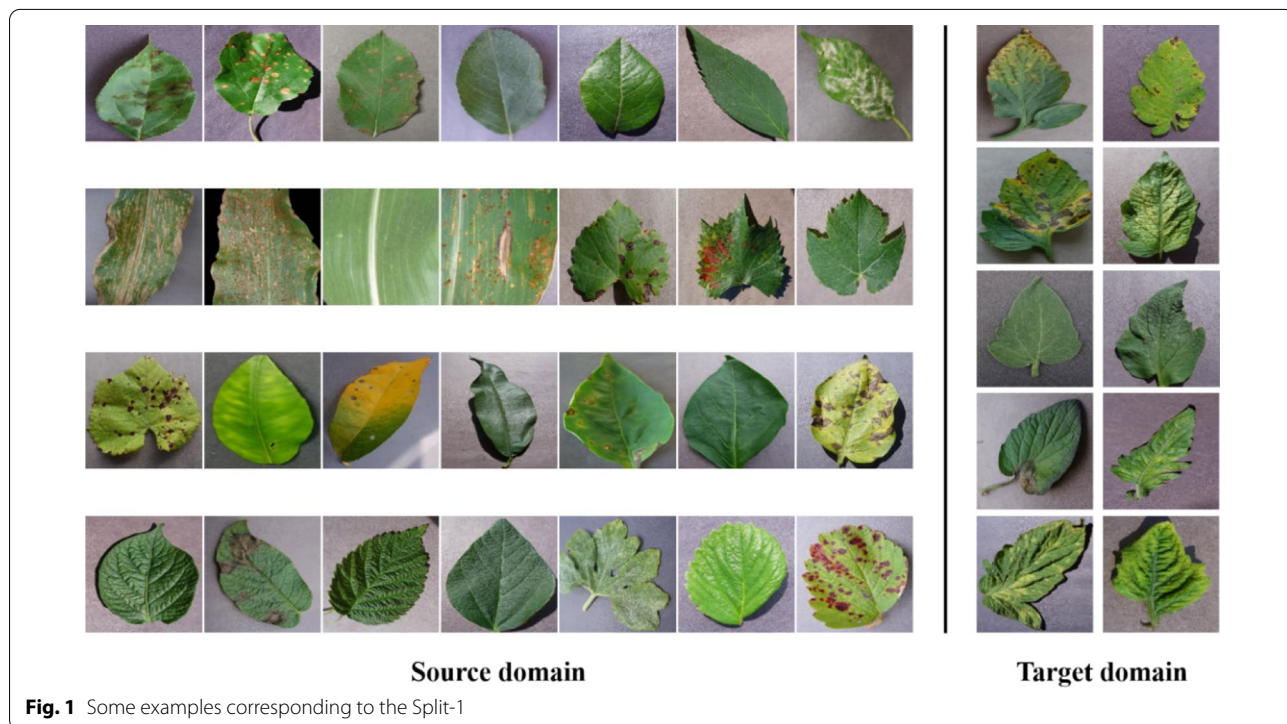 Source domain
Target domain
Fig. 1 Some examples corresponding to the Split-1